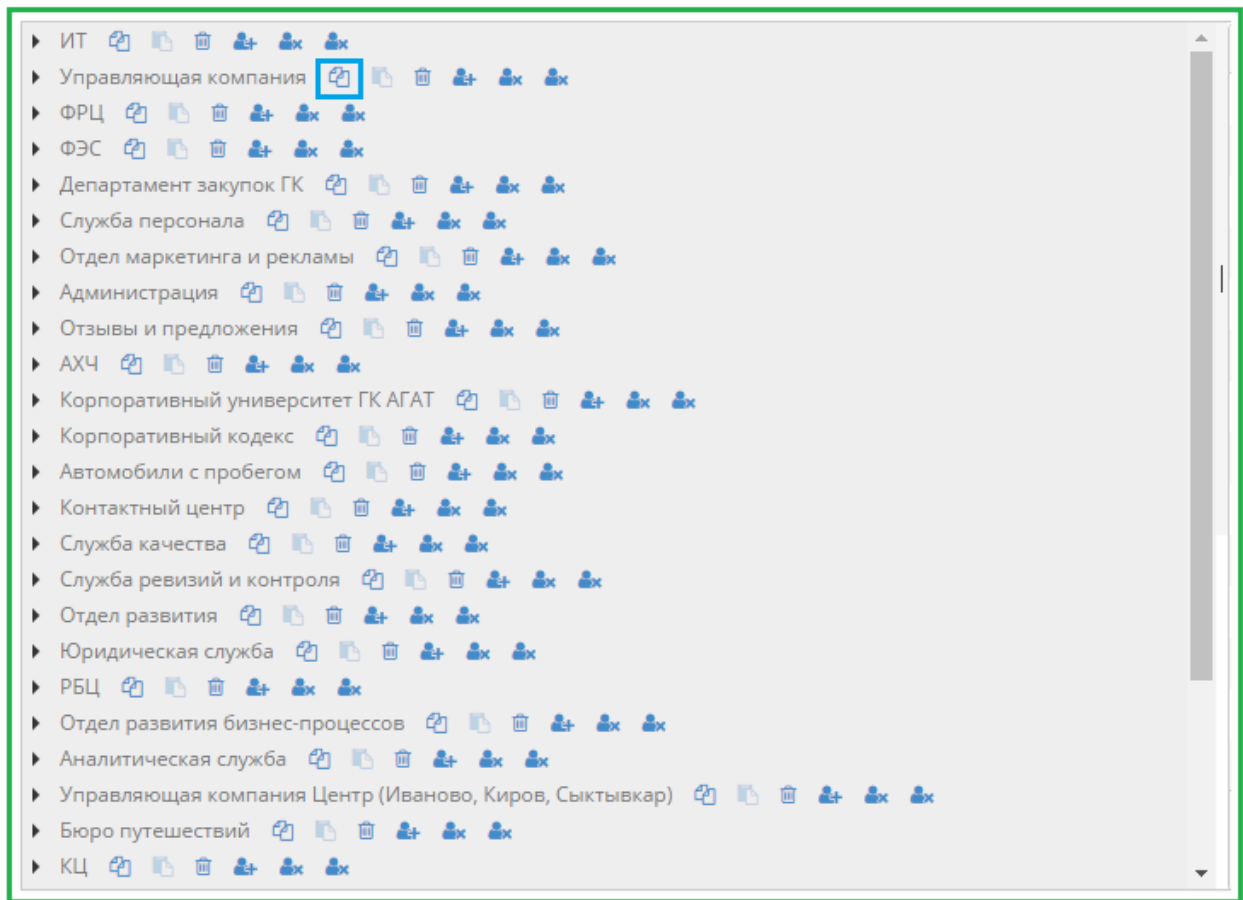 ИТ
Управляющая компания
ФРЦ
ФЭС
Департамент закупок ГК
Служба персонала
Отдел маркетинга и рекламы
Администрация
Отзывы и предложения
АХЧ
Корпоративный университет ГК АГАТ
Корпоративный кодекс
Автомобили с пробегом
Контактный центр
Служба качества
Служба ревизий и контроля
Отдел развития
Юридическая служба
РБЦ
Отдел развития бизнес-процессов
Аналитическая служба
Управляющая компания Центр (Иваново, Киров, Сыктывкар)
Бюро путешествий
КЦ